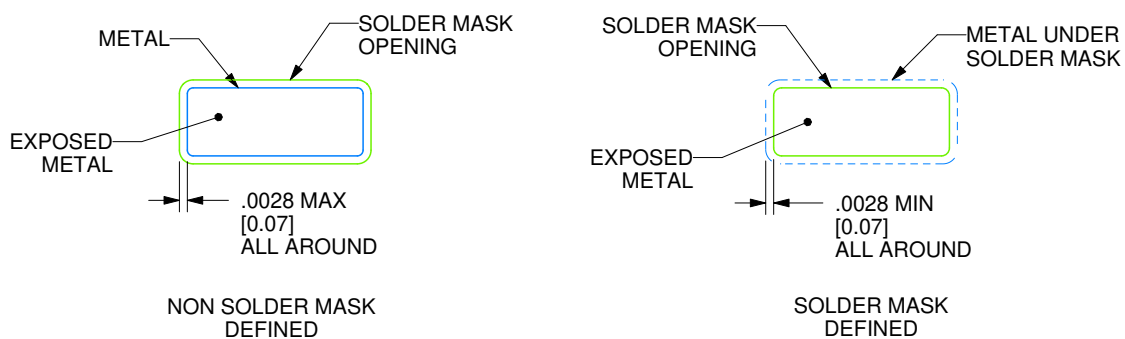 METAL
SOLDER MASK
OPENING
EXPOSED
METAL
.0028 MAX
[0.07]
ALL AROUND
NON SOLDER MASK
DEFINED
SOLDER MASK
OPENING
METAL UNDER
SOLDER MASK
EXPOSED
METAL
.0028 MIN
[0.07]
ALL AROUND
SOLDER MASK
DEFINED